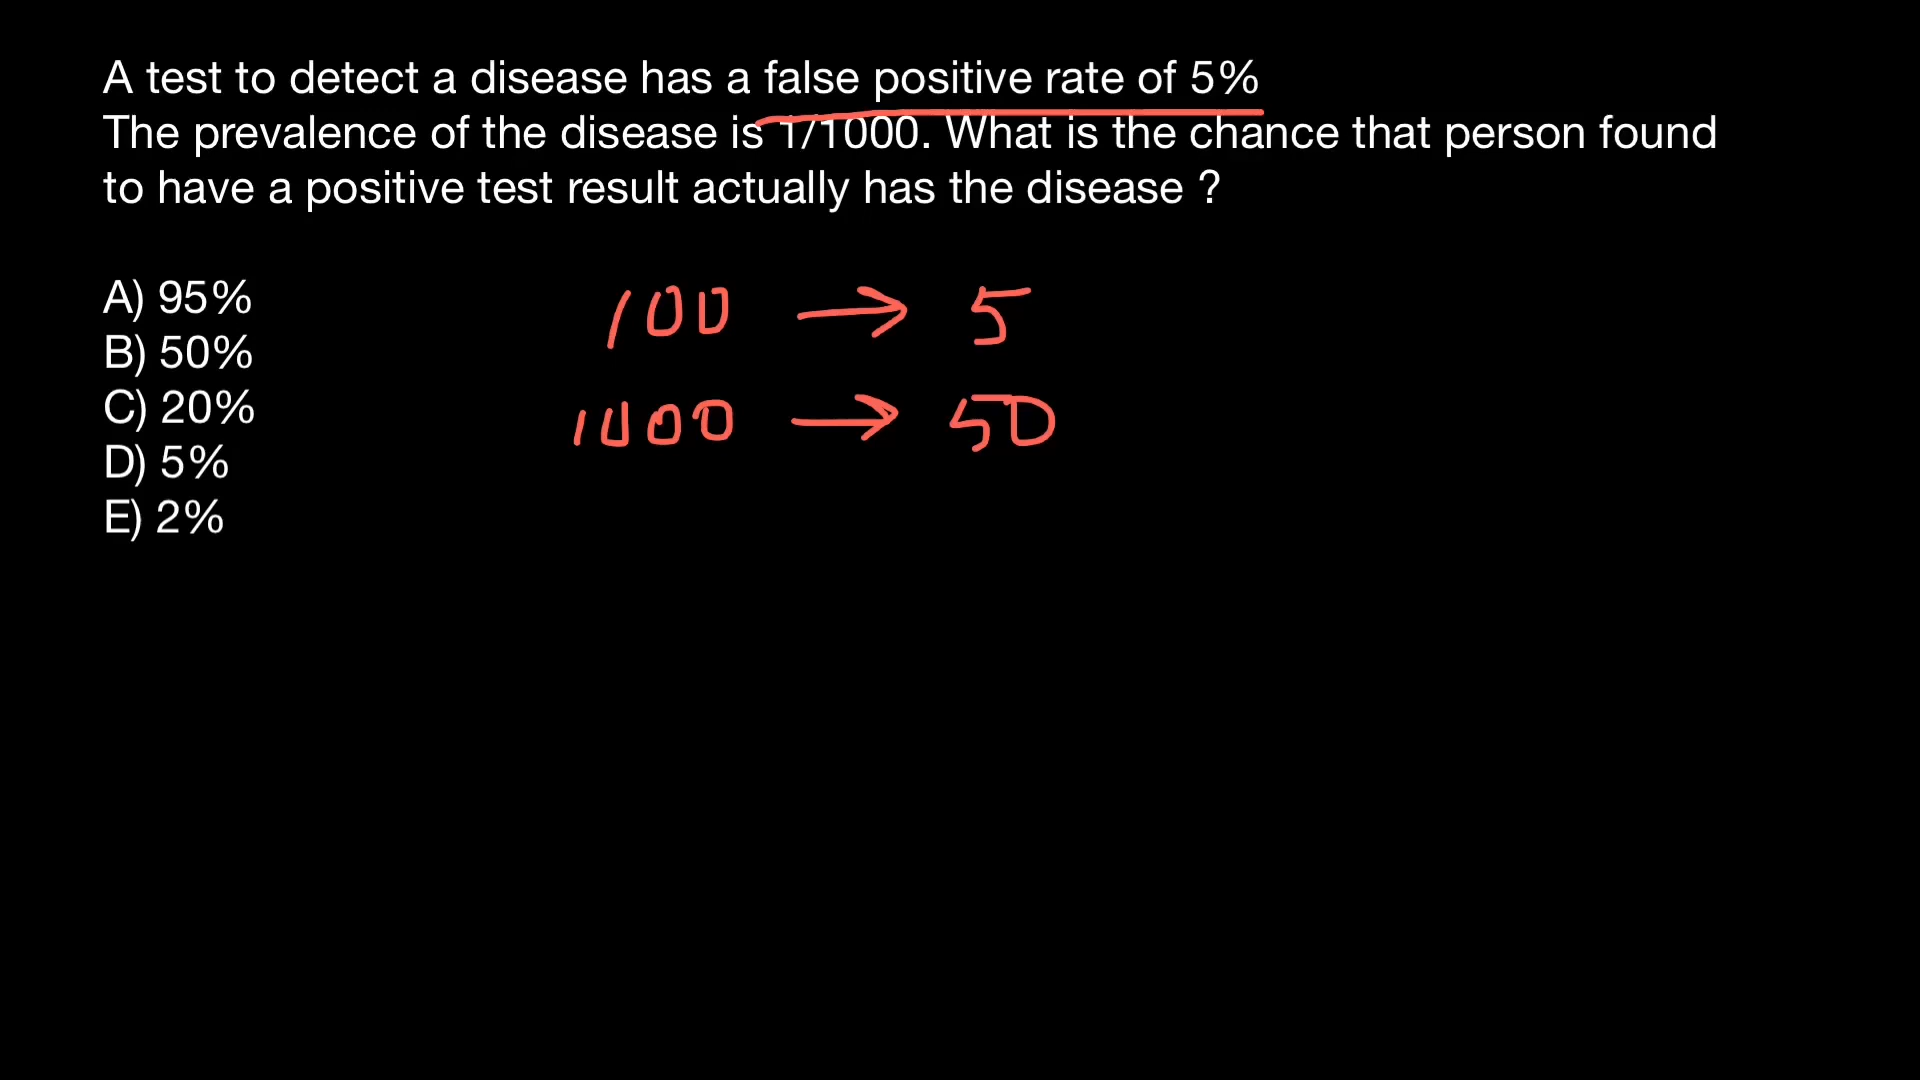 A test to detect a disease has a false positive rate of 5%
The prevalence of the disease is 1/1000. What is the chance that person found
to have a positive test result actually has the disease ?
A) 95%
B) 50%
C) 20%
D) 5%
E) 2%
100 → 5
1000 → 50